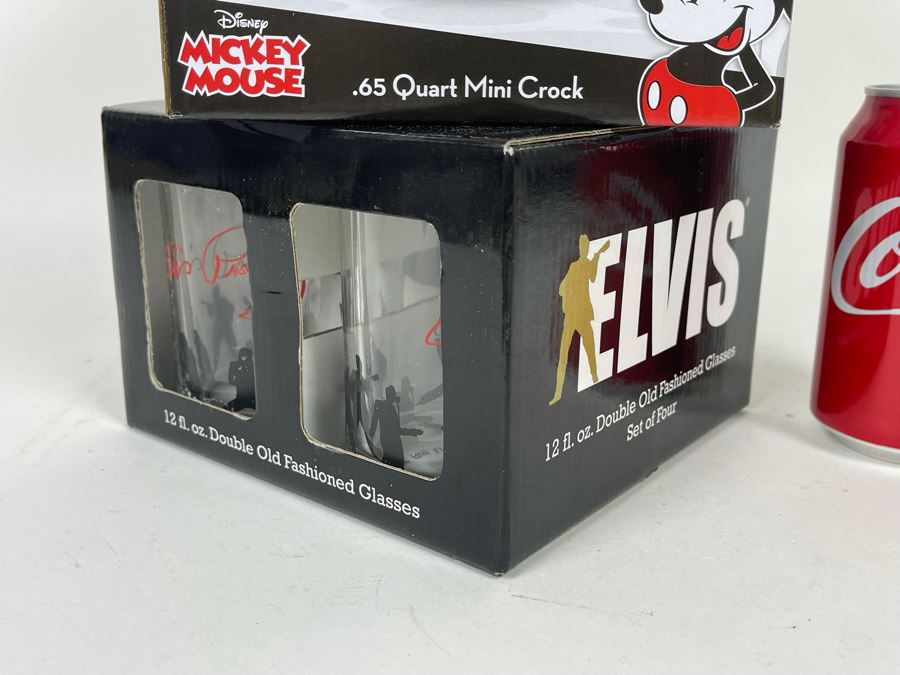 Disney
MICKEY
MOUSE
.65 Quart Mini Crock
ELVIS
12 fl. oz. Double Old Fashioned Glasses
Set of Four
12 fl. oz. Double Old Fashioned Glasses